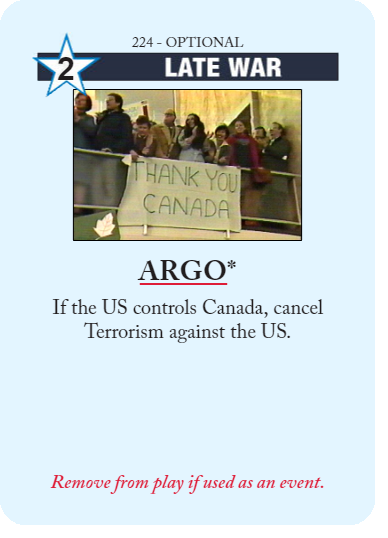 224 - OPTIONAL
2 LATE WAR
THANK YOU
CANADA
ARGO*
If the US controls Canada, cancel
Terrorism against the US.
Remove from play if used as an event.